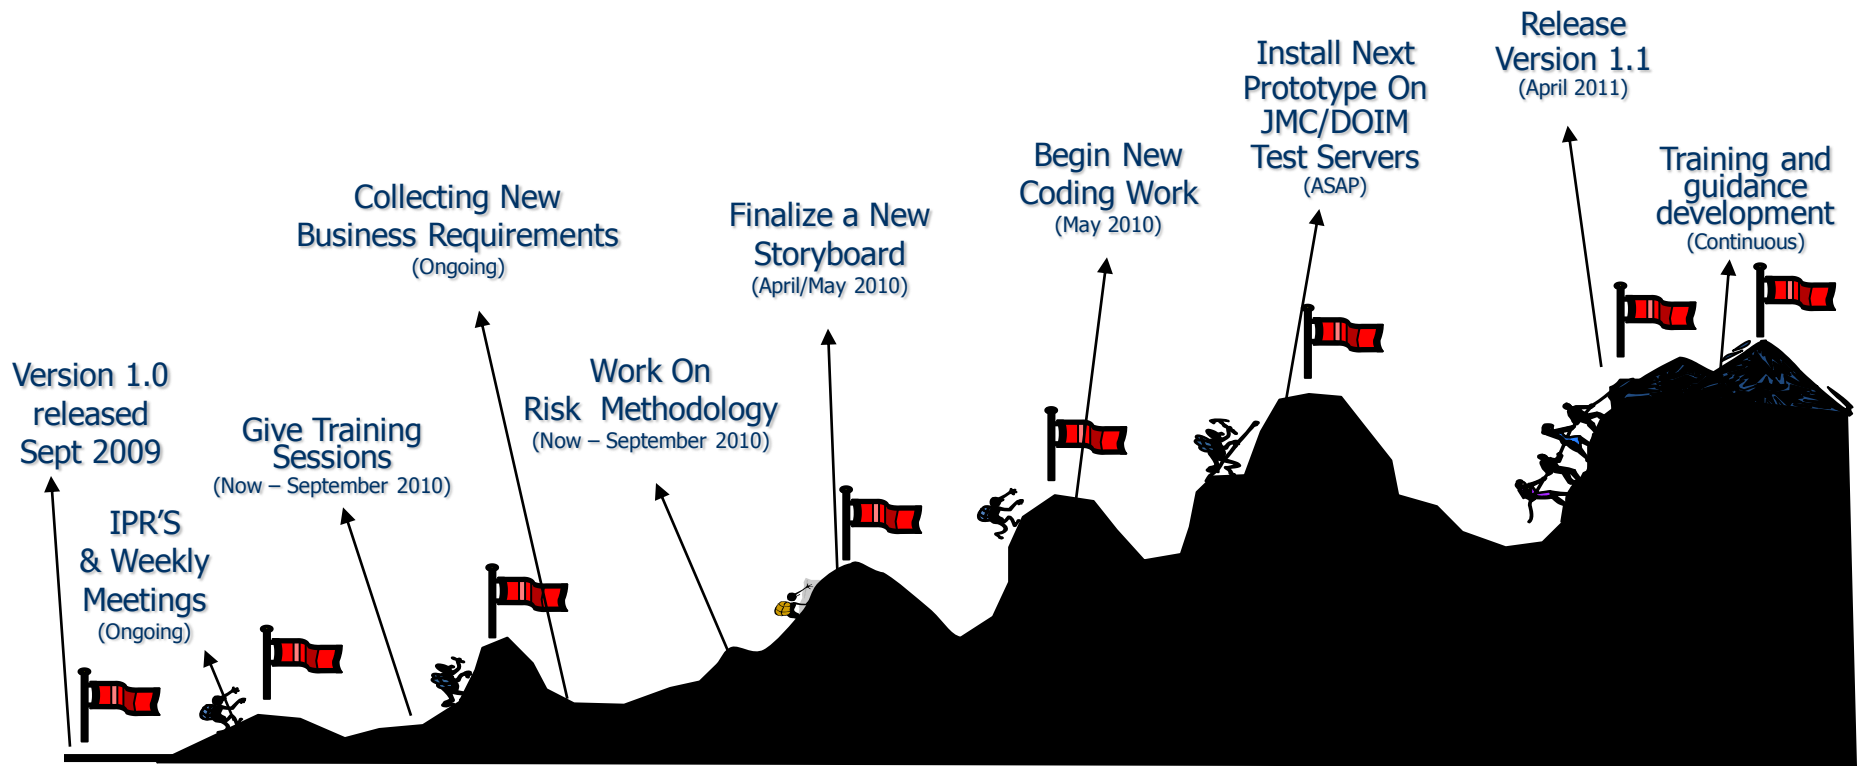 Version 1.0
released
Sept 2009
IPR'S
& Weekly
Meetings
(Ongoing)
Give Training
Sessions
(Now – September 2010)
Collecting New
Business Requirements
(Ongoing)
Work On
Risk  Methodology
(Now – September 2010)
Finalize a New
Storyboard
(April/May 2010)
Begin New
Coding Work
(May 2010)
Install Next
Prototype On
JMC/DOIM
Test Servers
(ASAP)
Release
Version 1.1
(April 2011)
Training and
guidance
development
(Continuous)